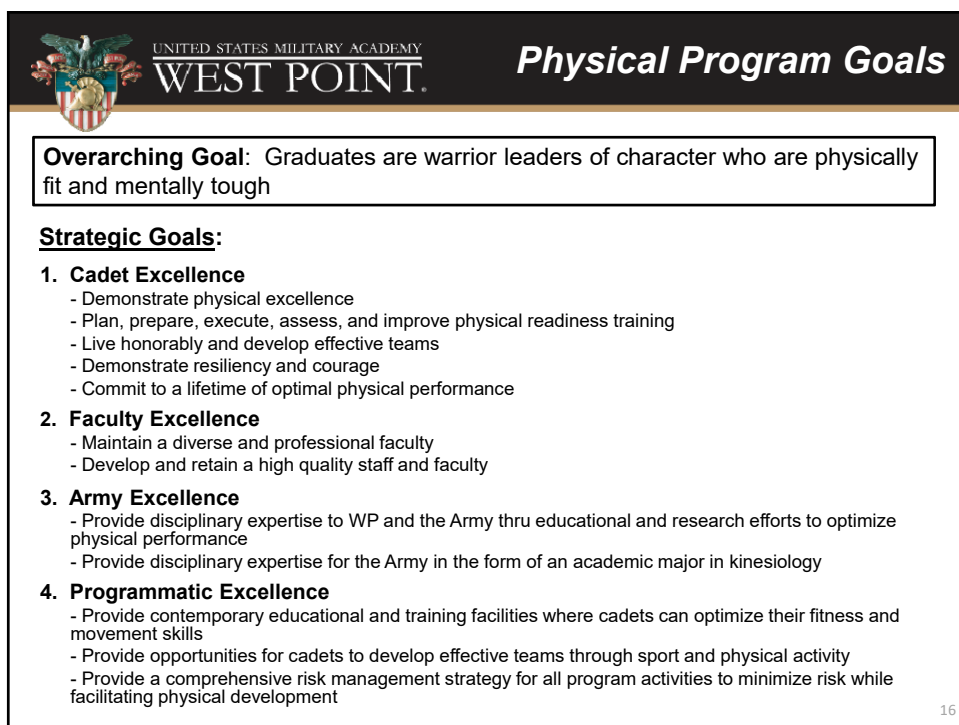 UNITED STATES MILITARY ACADEMY
WEST POINT.
Physical Program Goals
Overarching Goal:  Graduates are warrior leaders of character who are physically
fit and mentally tough
Strategic Goals:
1.  Cadet Excellence
- Demonstrate physical excellence
- Plan, prepare, execute, assess, and improve physical readiness training
- Live honorably and develop effective teams
- Demonstrate resiliency and courage
- Commit to a lifetime of optimal physical performance
2.  Faculty Excellence
- Maintain a diverse and professional faculty
- Develop and retain a high quality staff and faculty
3.  Army Excellence
- Provide disciplinary expertise to WP and the Army thru educational and research efforts to optimize
physical performance
- Provide disciplinary expertise for the Army in the form of an academic major in kinesiology
4.  Programmatic Excellence
- Provide contemporary educational and training facilities where cadets can optimize their fitness and
movement skills
- Provide opportunities for cadets to develop effective teams through sport and physical activity
- Provide a comprehensive risk management strategy for all program activities to minimize risk while
facilitating physical development
16